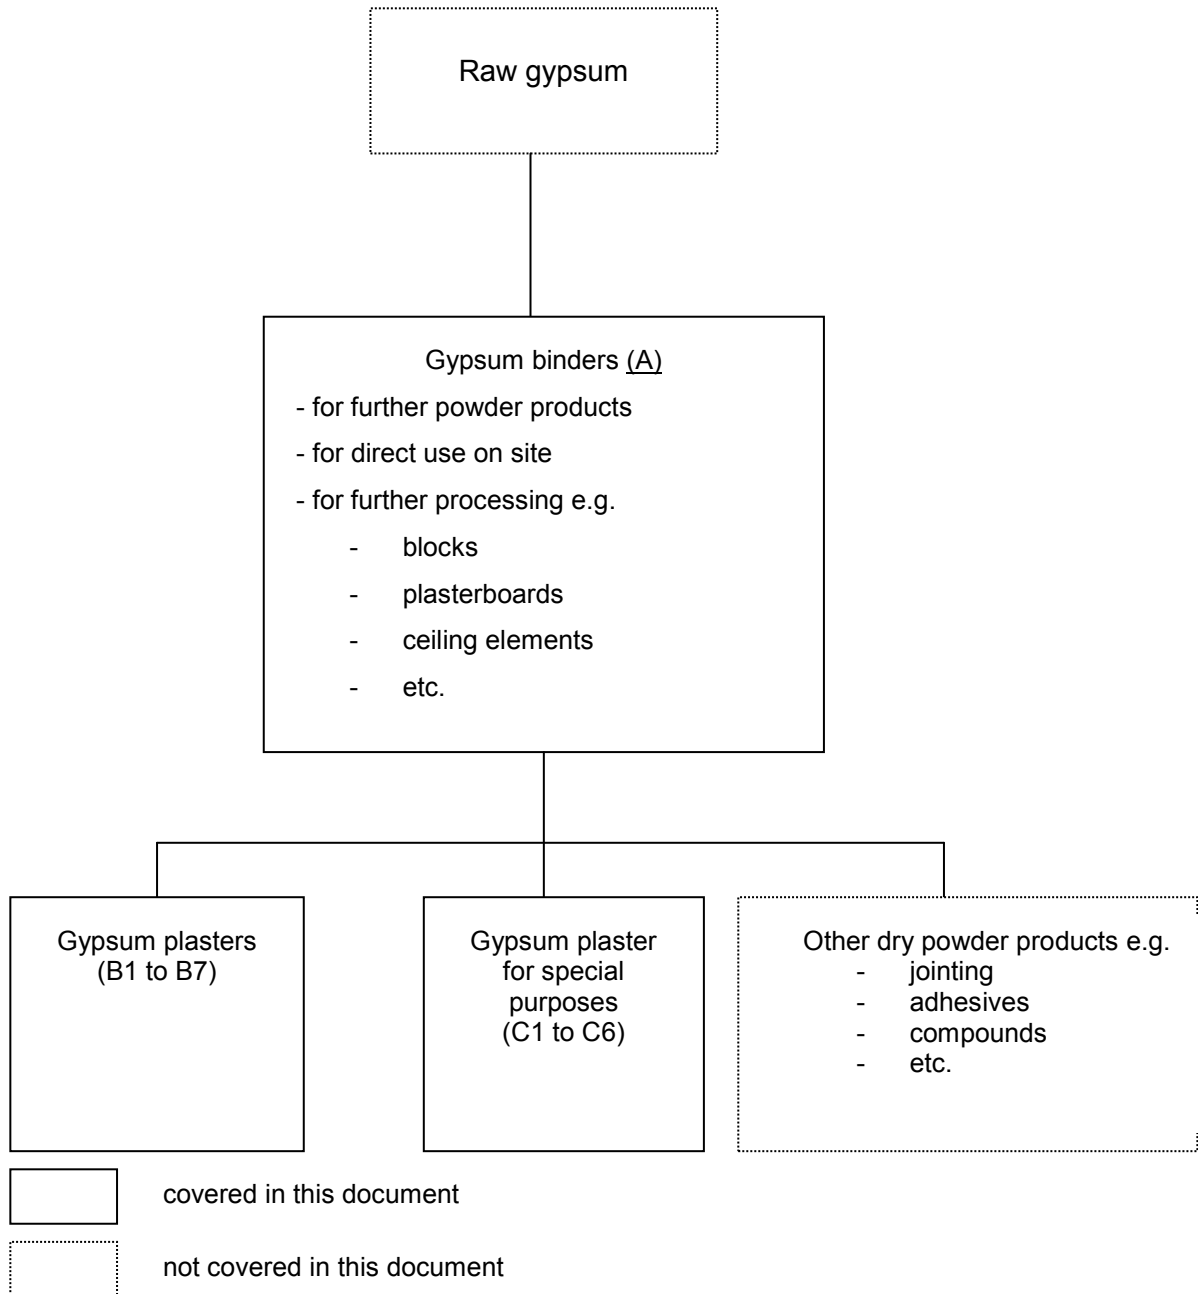 Raw gypsum
Gypsum binders (A)
- for further powder products
- for direct use on site
- for further processing e.g.
- blocks
- plasterboards
- ceiling elements
- etc.
Gypsum plasters
(B1 to B7)
Gypsum plaster
for special
purposes
(C1 to C6)
Other dry powder products e.g.
- jointing
- adhesives
- compounds
- etc.
covered in this document
not covered in this document